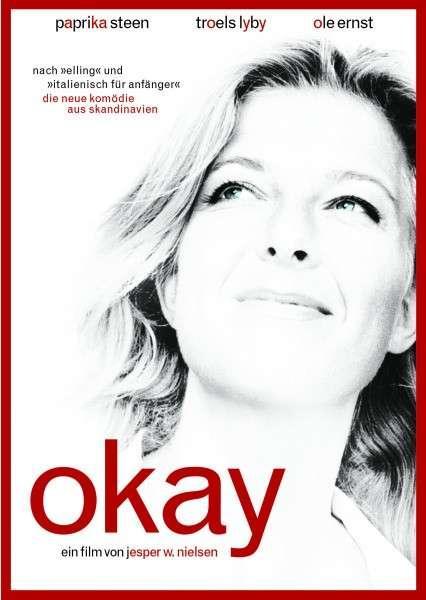 paprika steen troels lyby ole ernst
nach »elling« und
»italienisch für anfänger«
die neue komödie
aus skandinavien
okay
ein film von jesper w. nielsen